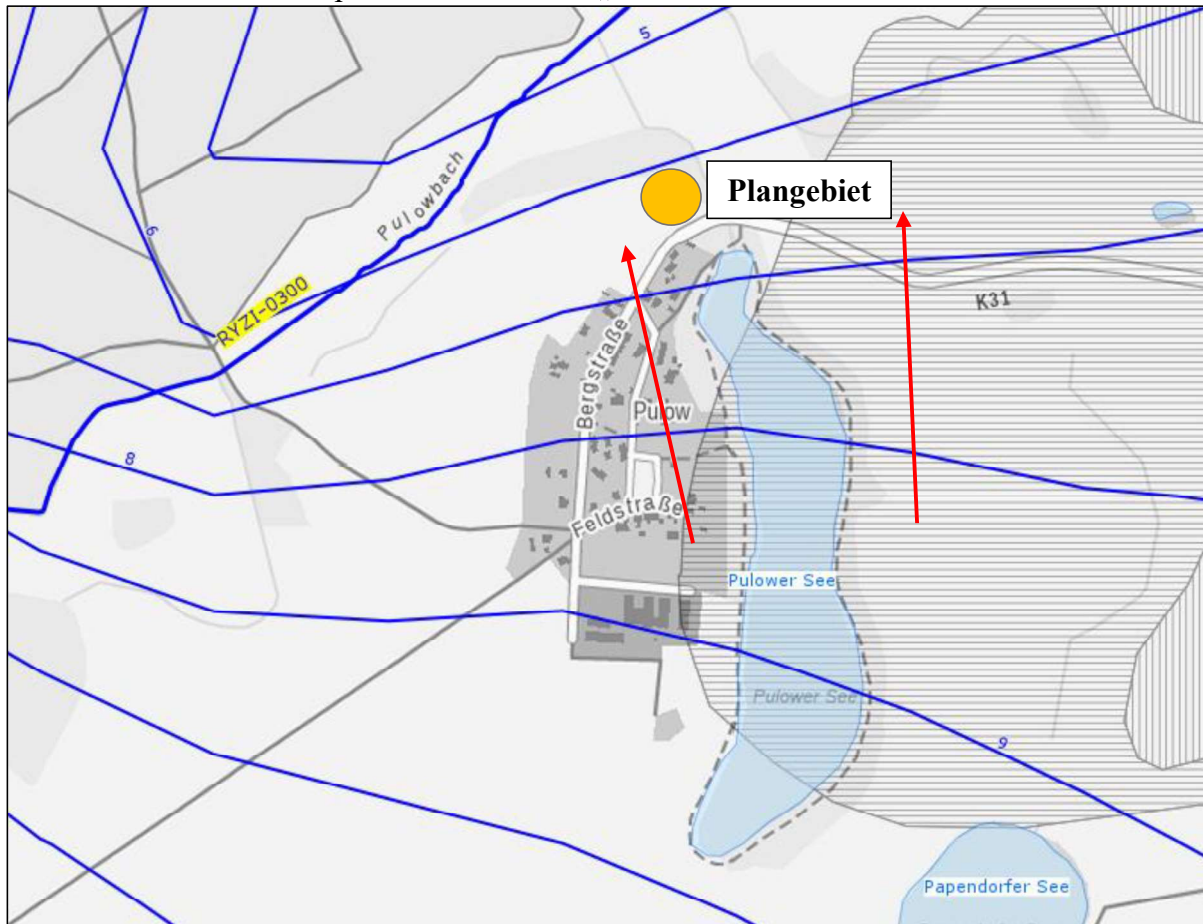 5
Pulowbach
Plangebiet
6
RYZI-0300
K31
Bergstraße
Pulow
8
Feldstraße
Pulower See
Pulower See
9
Papendorfer See